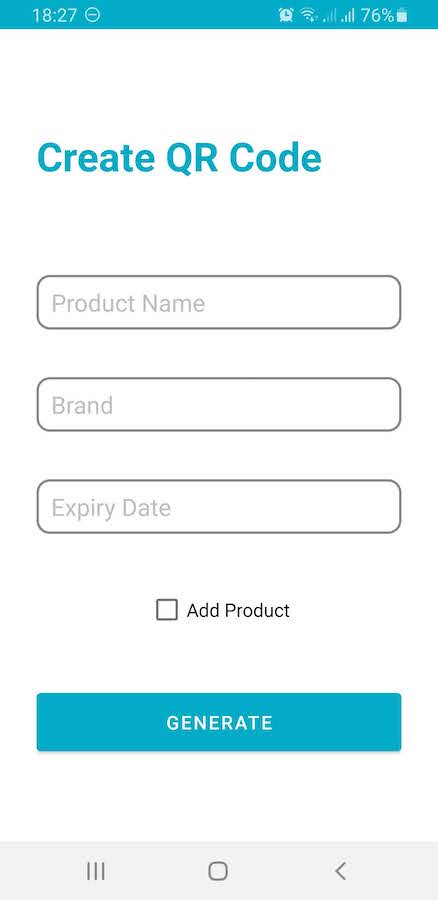 18:27 76%
Create QR Code
Product Name
Brand
Expiry Date
Add Product
GENERATE